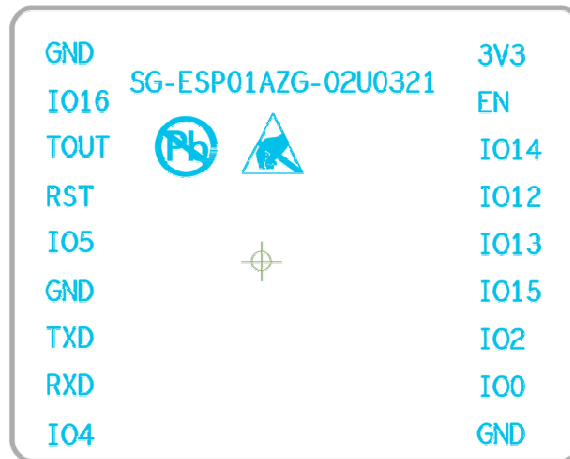 GND
3V3
SG-ESP01AZG-02U0321
IO16
EN
TOUT
Pb
IO14
RST
IO12
IO5
IO13
GND
IO15
TXD
IO2
RXD
IO0
IO4
GND